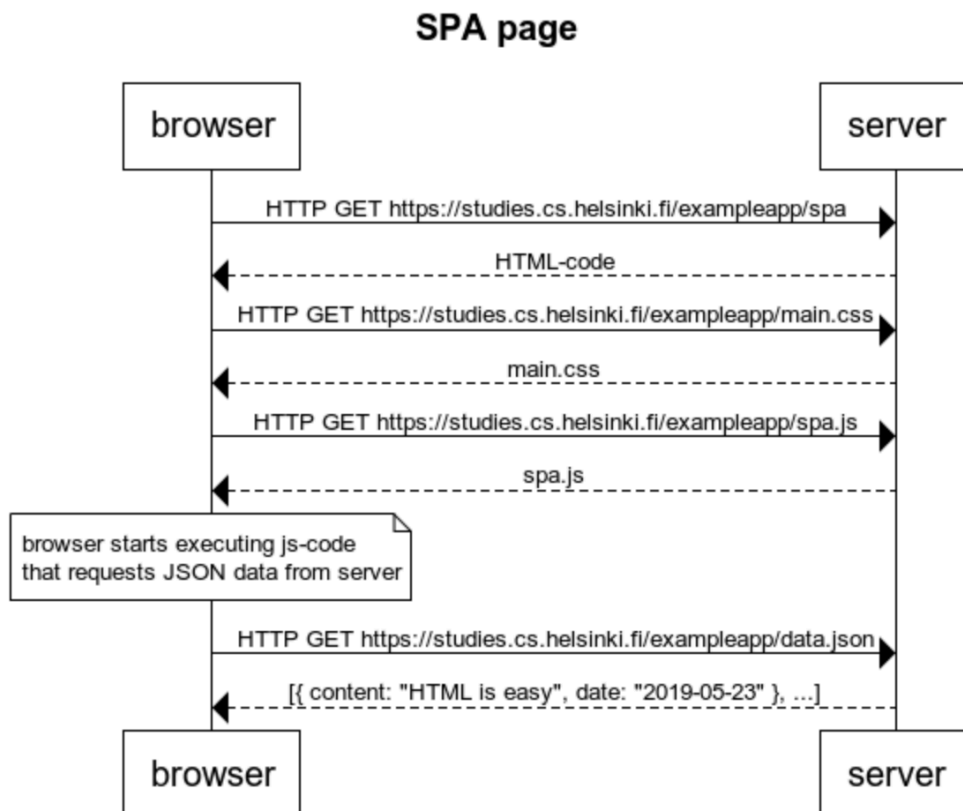 SPA page
browser
server
HTTP GET https://studies.cs.helsinki.fi/exampleapp/spa
HTML-code
HTTP GET https://studies.cs.helsinki.fi/exampleapp/main.css
main.css
HTTP GET https://studies.cs.helsinki.fi/exampleapp/spa.js
spa.js
browser starts executing js-code
that requests JSON data from server
HTTP GET https://studies.cs.helsinki.fi/exampleapp/data.json
[{ content: "HTML is easy", date: "2019-05-23" }, ...]
browser
server